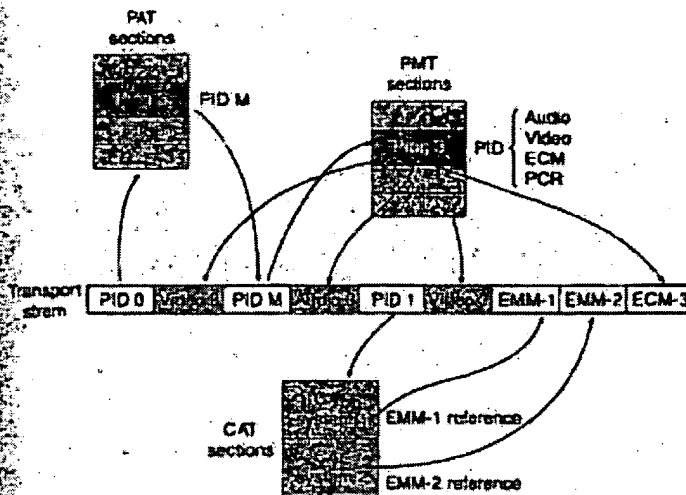 PAT
sections
PID M
PMT
sections
PID
Audio
Video
ECM
PCR
Transport
strem
PID 0
PID M
PID 1
EMM-1
EMM-2
ECM-3
CAT
sections
EMM-1 reference
EMM-2 reference